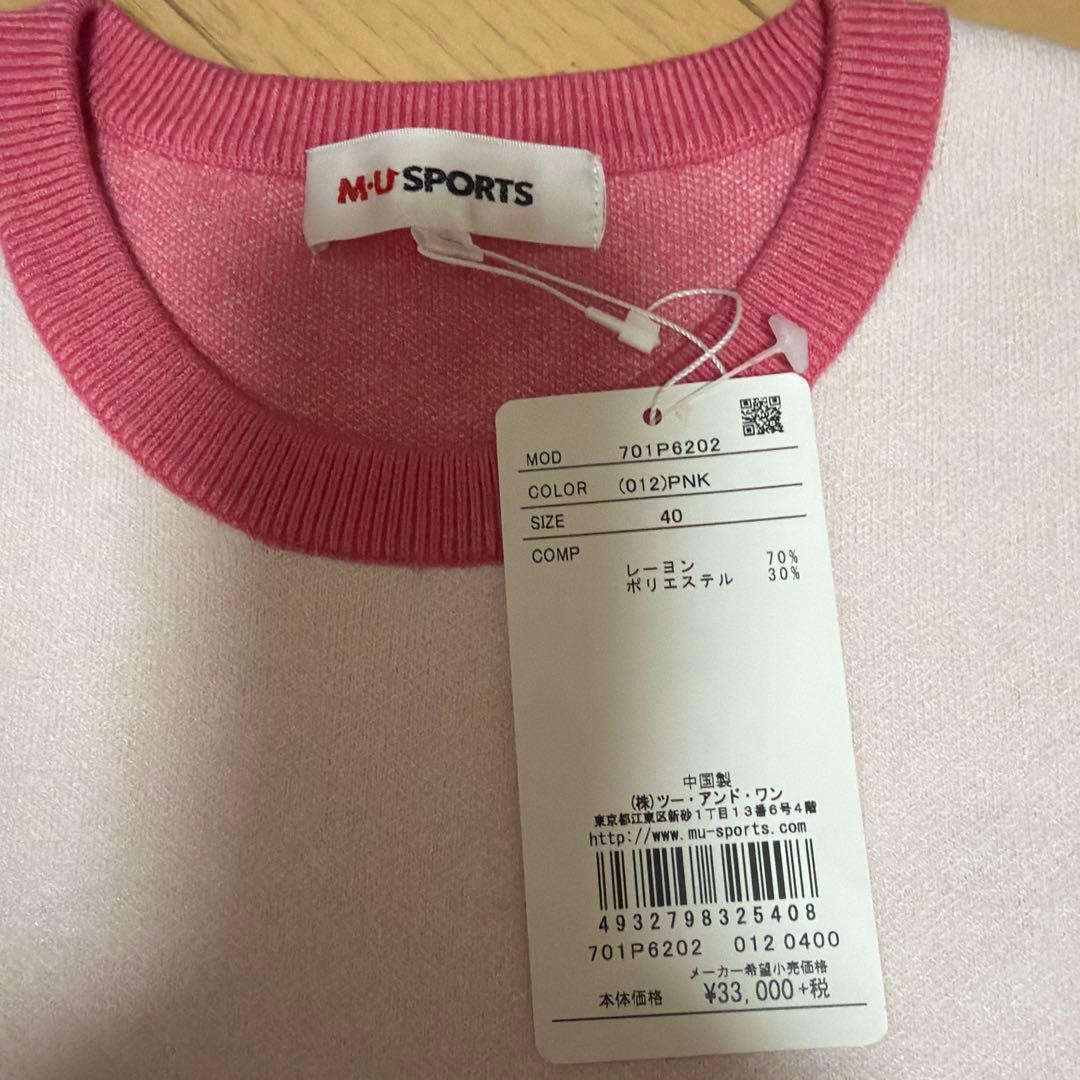 M・U SPORTS
MOD 701P6202
COLOR (012)PNK
SIZE 40
COMP
レーヨン 70%
ポリエステル 30%
中国製
(株)ツー・アンド・ワン
東京都江東区新砂1丁目13番6号4階
http://www.mu-sports.com
4932798325408
701P6202 012 0400
メーカー希望小売価格
本体価格 ¥33,000+税